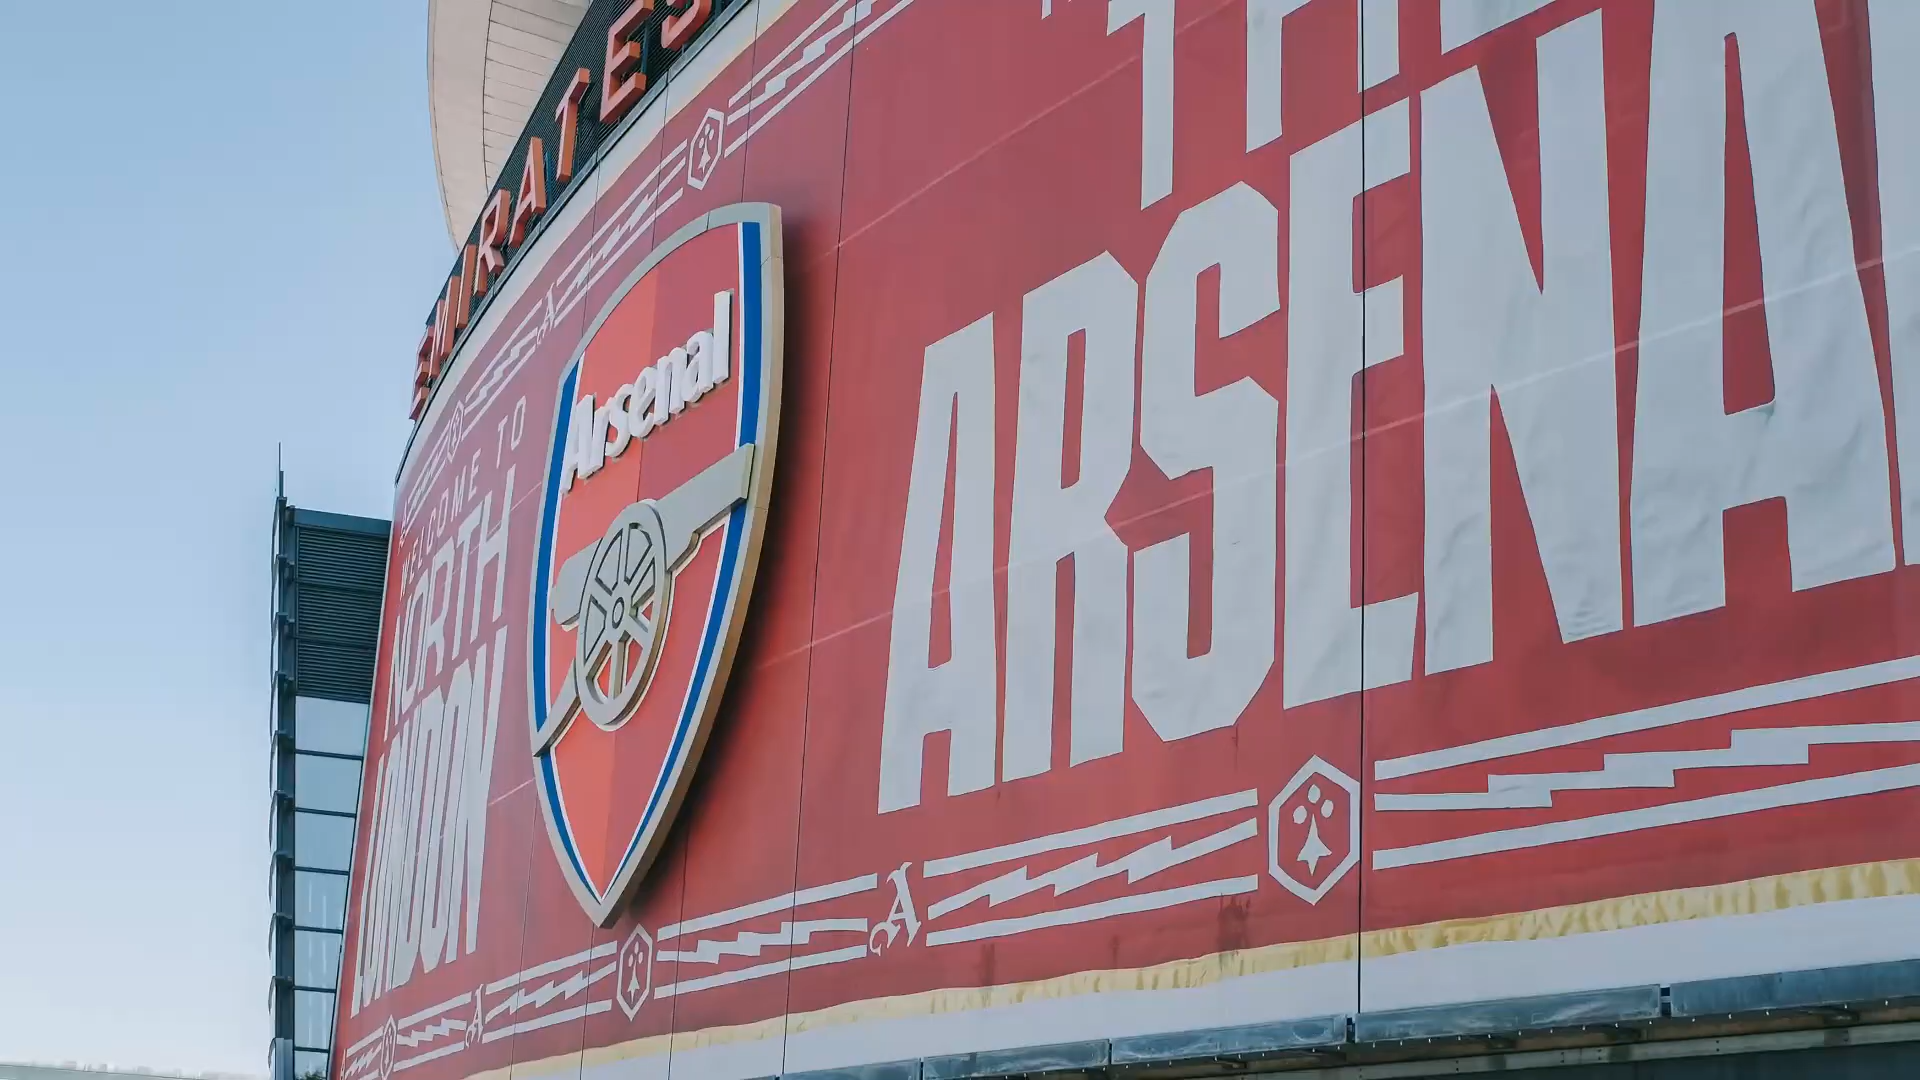 EMIRATES
WELCOME TO
NORTH
LONDON
Arsenal
ARSENA
A
A
A